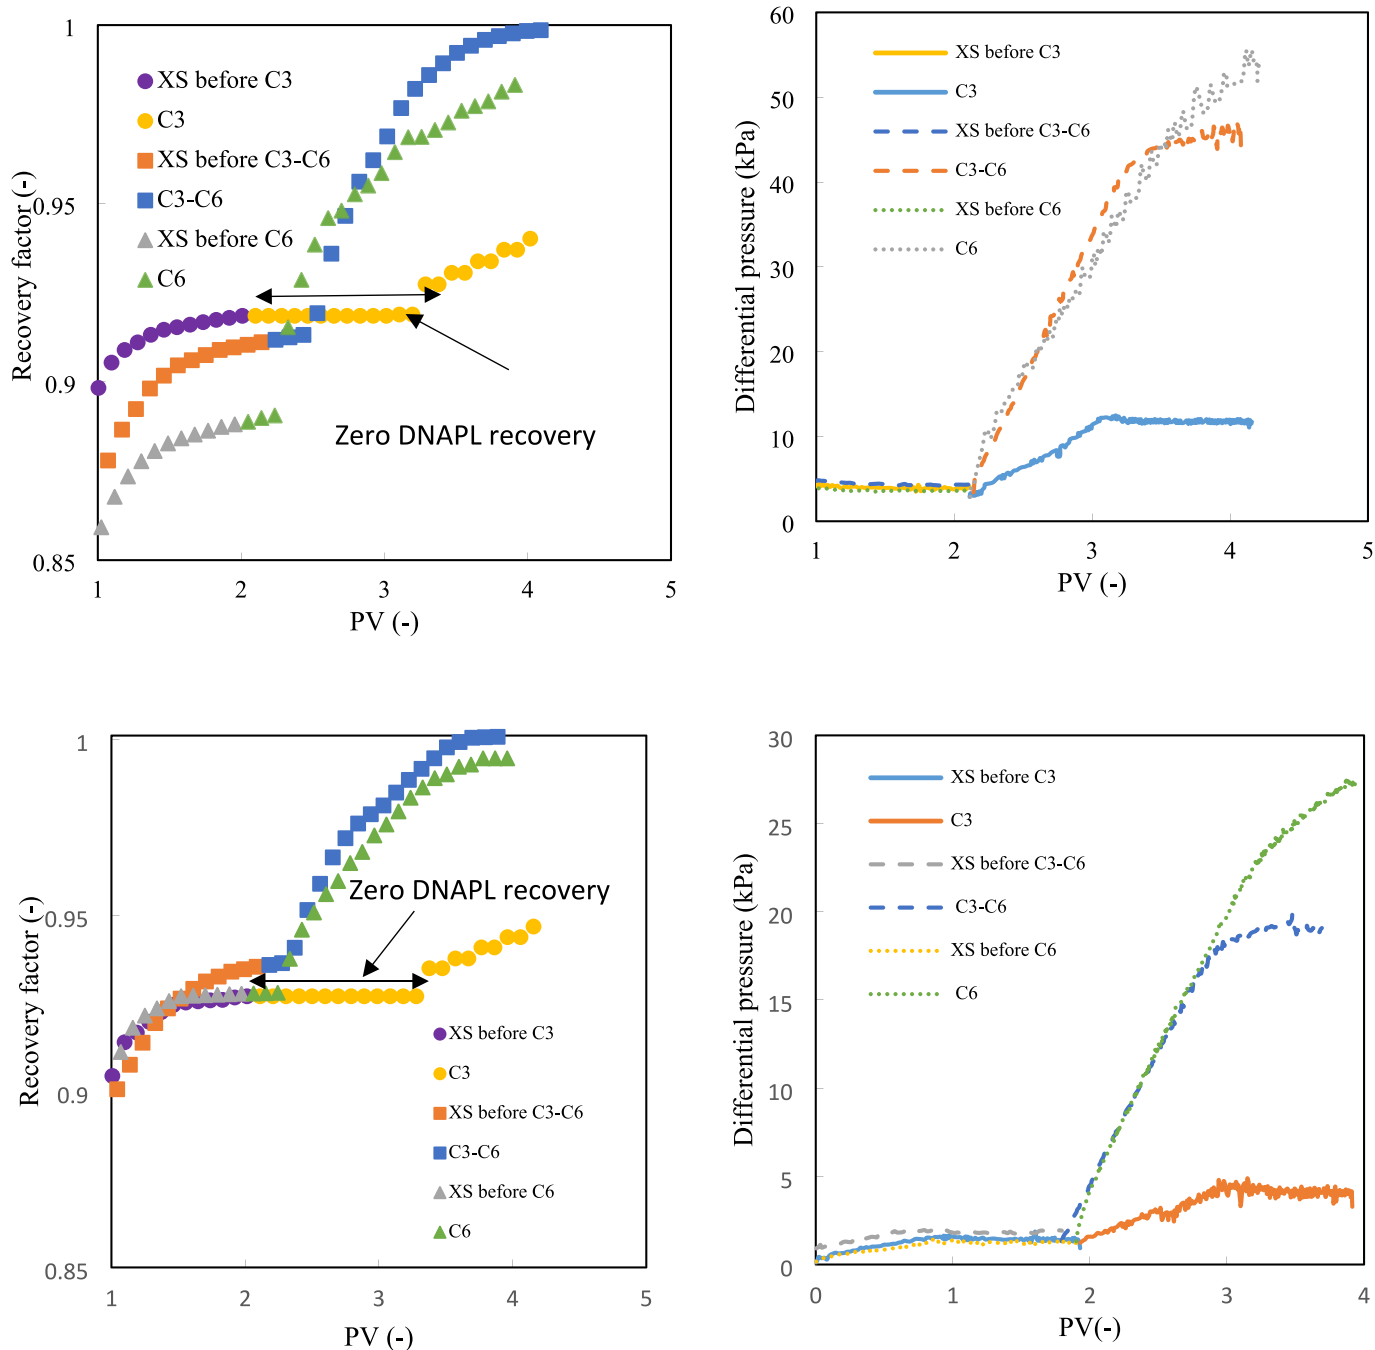 1
0.95
0.9
0.85
1
2
3
4
5
Recovery factor (-)
PV (-)
XS before C3
C3
XS before C3-C6
C3-C6
XS before C6
C6
Zero DNAPL recovery
60
50
40
30
20
10
0
1
2
3
4
5
Differential pressure (kPa)
PV (-)
XS before C3
C3
XS before C3-C6
C3-C6
XS before C6
C6
1
0.95
0.9
0.85
1
2
3
4
5
Recovery factor (-)
PV (-)
Zero DNAPL recovery
XS before C3
C3
XS before C3-C6
C3-C6
XS before C6
C6
30
25
20
15
10
5
0
0
1
2
3
4
Differential pressure (kPa)
PV(-)
XS before C3
C3
XS before C3-C6
C3-C6
XS before C6
C6